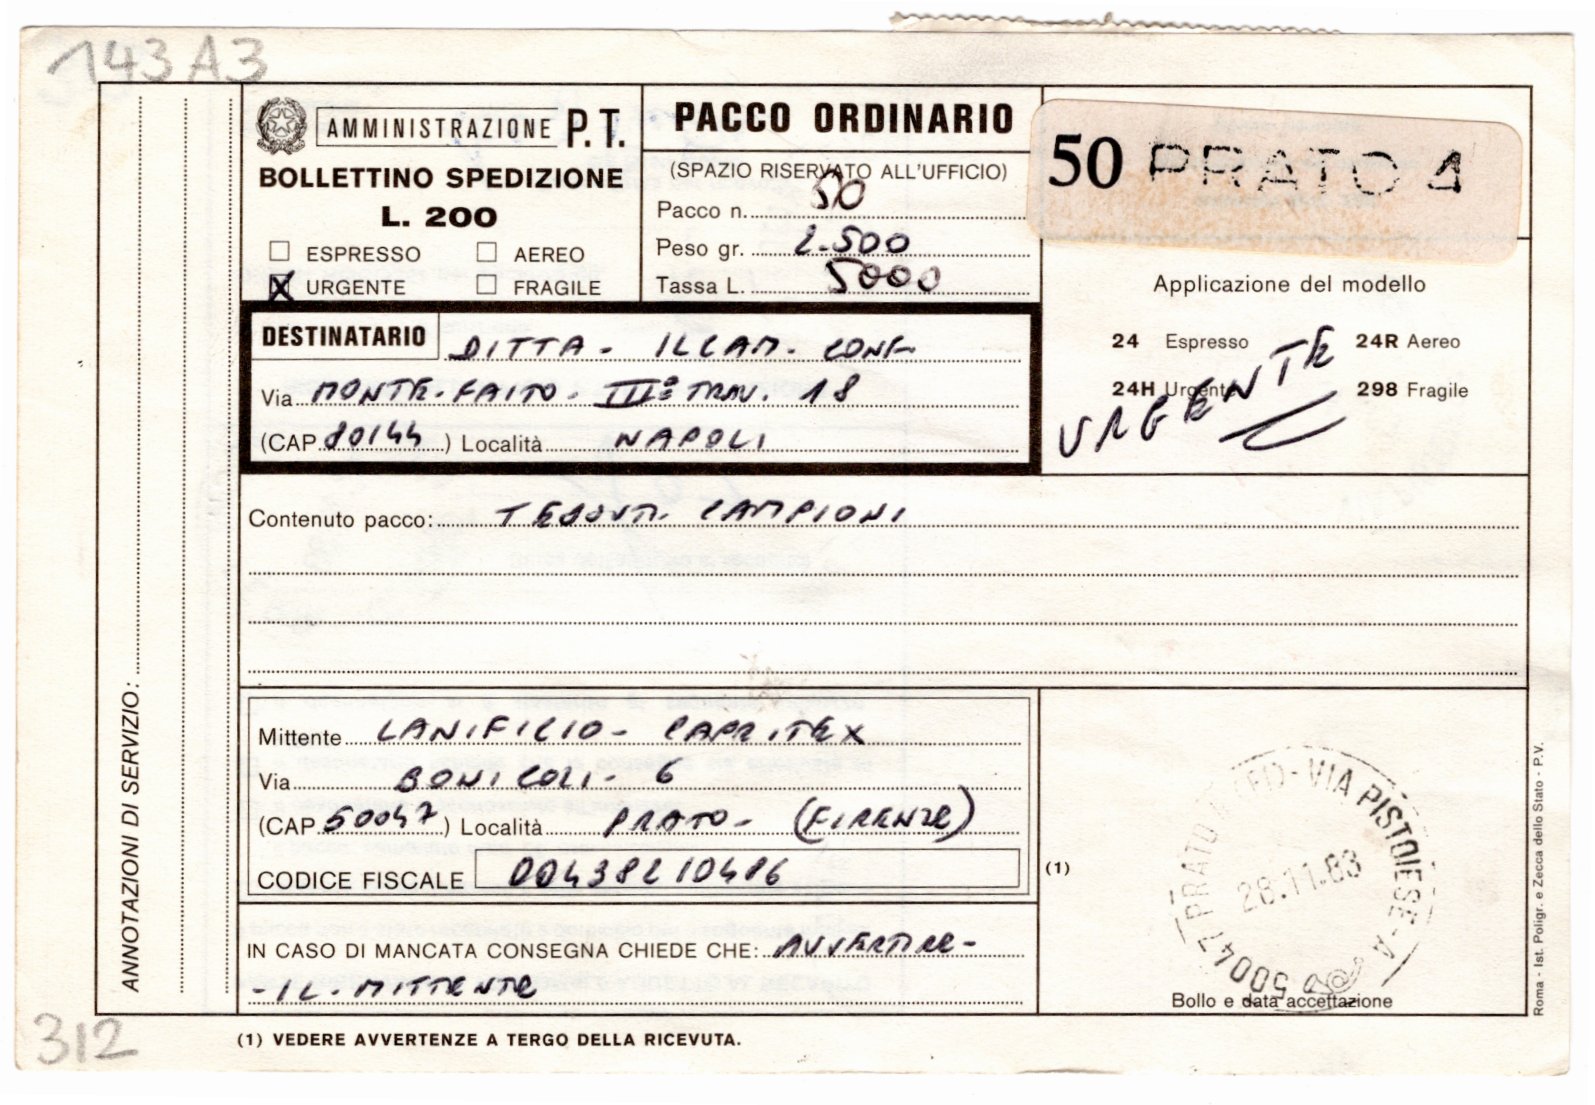 143 A3
AMMINISTRAZIONE P.T.
BOLLETTINO SPEDIZIONE
L. 200
ESPRESSO AEREO
X URGENTE FRAGILE
PACCO ORDINARIO
(SPAZIO RISERVATO ALL'UFFICIO)
Pacco n. 50
Peso gr. 2.500
Tassa L. 5000
50 PRATO 1
Applicazione del modello
24 Espresso 24R Aereo
24H Urgente 298 Fragile
URGENTE
DESTINATARIO DITTA - ILCAM. CONF-
Via MONTE. FAITO. IIIª TRAV. 18
(CAP 80144) Località NAPOLI
Contenuto pacco: TESSUTI. CAMPIONI
ANNOTAZIONI DI SERVIZIO:
Mittente LANIFICIO - CAPRITEX
Via BONICOLI - 6
(CAP 50047) Località PRATO - (FIRENZE)
CODICE FISCALE 00438210486
IN CASO DI MANCATA CONSEGNA CHIEDE CHE: AVVERTIRE -
- IL. MITTENTE
(1)
50047 PRATO - VIA PISTOIESE - A
28.11.83
Bollo e data accettazione
Roma - Ist. Poligr. e Zecca dello Stato - P.V.
312
(1) VEDERE AVVERTENZE A TERGO DELLA RICEVUTA.